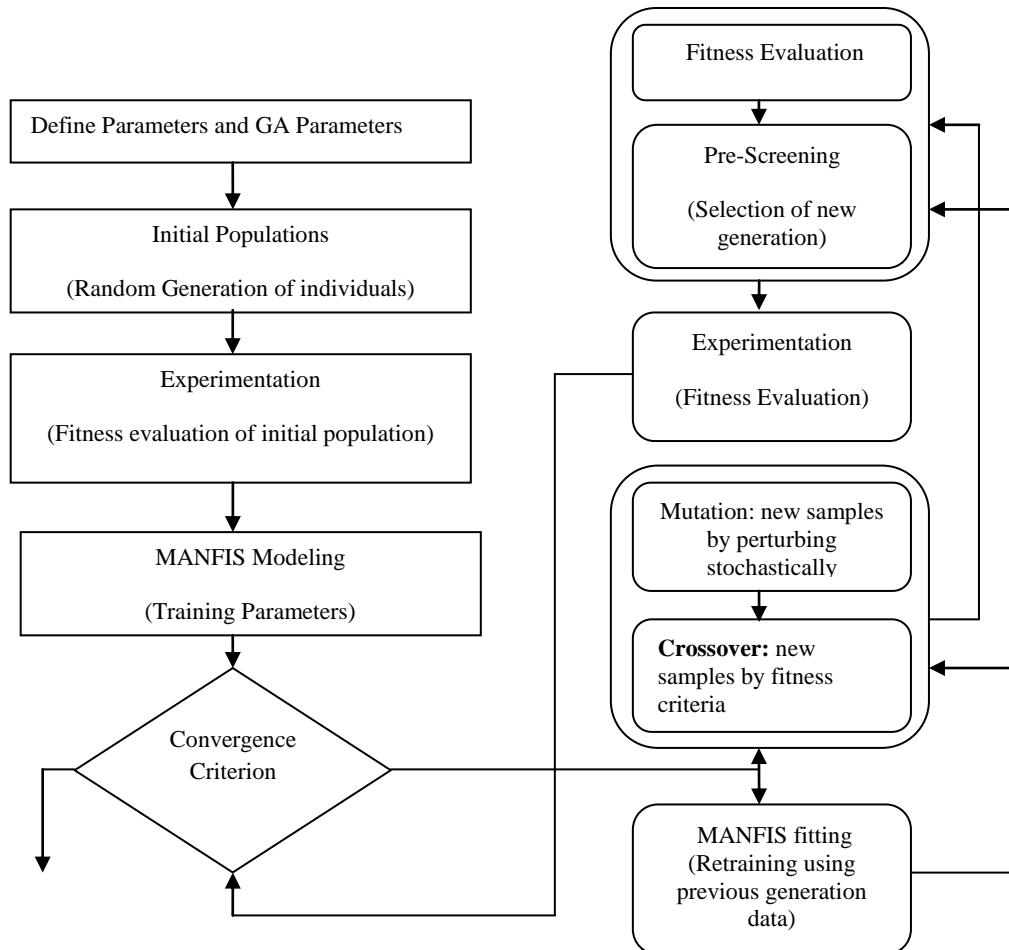 Define Parameters and GA Parameters
Initial Populations
(Random Generation of individuals)
Experimentation
(Fitness evaluation of initial population)
MANFIS Modeling
(Training Parameters)
Convergence
Criterion
Fitness Evaluation
Pre-Screening
(Selection of new
generation)
Experimentation
(Fitness Evaluation)
Mutation: new samples
by perturbing
stochastically
Crossover: new
samples by fitness
criteria
MANFIS fitting
(Retraining using
previous generation
data)